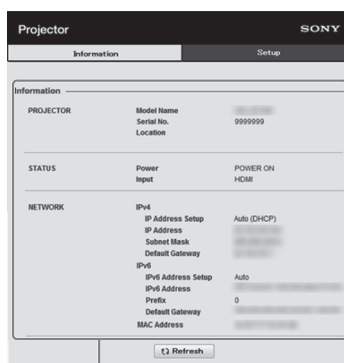 Projector SONY
Information Setup
Information
PROJECTOR Model Name
Serial No. 9999999
Location
STATUS Power POWER ON
Input HDMI
NETWORK IPv4
IP Address Setup Auto (DHCP)
IP Address
Subnet Mask
Default Gateway
IPv6
IPv6 Address Setup Auto
IPv6 Address
Prefix 0
Default Gateway
MAC Address
Refresh